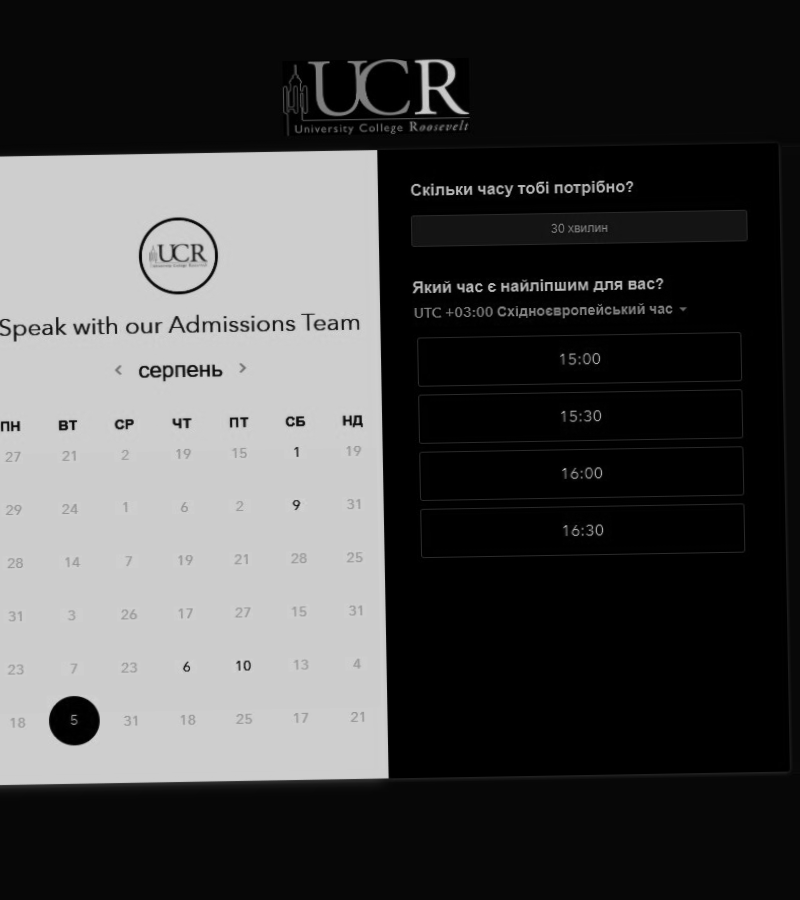 UCR
University College Roosevelt
UCR
University College Roosevelt
Speak with our Admissions Team
серпень
ПН ВТ СР ЧТ ПТ СБ НД
27 21 2 19 15 1 19
29 24 1 6 2 9 31
28 14 7 19 21 28 25
31 3 26 17 27 15 31
23 7 23 6 10 13 4
18 5 31 18 25 17 21
Скільки часу тобі потрібно?
30 хвилин
Який час є найліпшим для вас?
UTC +03:00 Східноєвропейський час
15:00
15:30
16:00
16:30